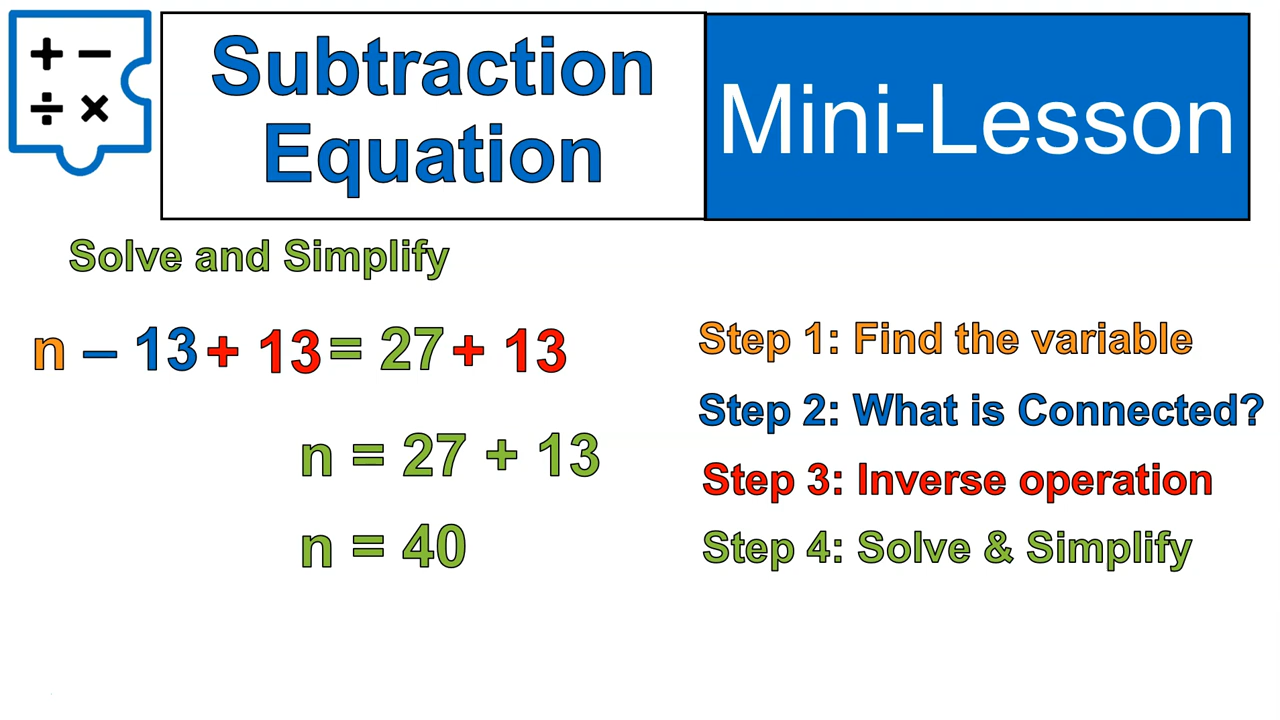 + −
÷ ×
Subtraction
Equation
Mini-Lesson
Solve and Simplify
n – 13 + 13 = 27 + 13
n = 27 + 13
n = 40
Step 1: Find the variable
Step 2: What is Connected?
Step 3: Inverse operation
Step 4: Solve & Simplify